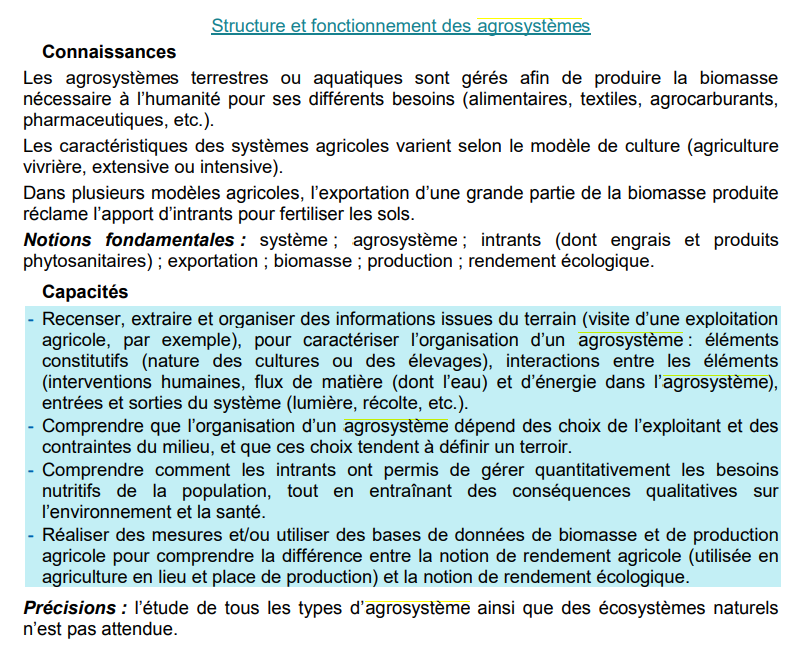 Structure et fonctionnement des agrosystèmes
Connaissances
Les agrosystèmes terrestres ou aquatiques sont gérés afin de produire la biomasse
nécessaire à l’humanité pour ses différents besoins (alimentaires, textiles, agrocarburants,
pharmaceutiques, etc.).
Les caractéristiques des systèmes agricoles varient selon le modèle de culture (agriculture
vivrière, extensive ou intensive).
Dans plusieurs modèles agricoles, l’exportation d’une grande partie de la biomasse produite
réclame l’apport d’intrants pour fertiliser les sols.
Notions fondamentales : système ; agrosystème ; intrants (dont engrais et produits
phytosanitaires) ; exportation ; biomasse ; production ; rendement écologique.
Capacités
- Recenser, extraire et organiser des informations issues du terrain (visite d’une exploitation
agricole, par exemple), pour caractériser l’organisation d’un agrosystème : éléments
constitutifs (nature des cultures ou des élevages), interactions entre les éléments
(interventions humaines, flux de matière (dont l’eau) et d’énergie dans l’agrosystème),
entrées et sorties du système (lumière, récolte, etc.).
- Comprendre que l’organisation d’un agrosystème dépend des choix de l’exploitant et des
contraintes du milieu, et que ces choix tendent à définir un terroir.
- Comprendre comment les intrants ont permis de gérer quantitativement les besoins
nutritifs de la population, tout en entraînant des conséquences qualitatives sur
l’environnement et la santé.
- Réaliser des mesures et/ou utiliser des bases de données de biomasse et de production
agricole pour comprendre la différence entre la notion de rendement agricole (utilisée en
agriculture en lieu et place de production) et la notion de rendement écologique.
Précisions : l’étude de tous les types d’agrosystème ainsi que des écosystèmes naturels
n’est pas attendue.